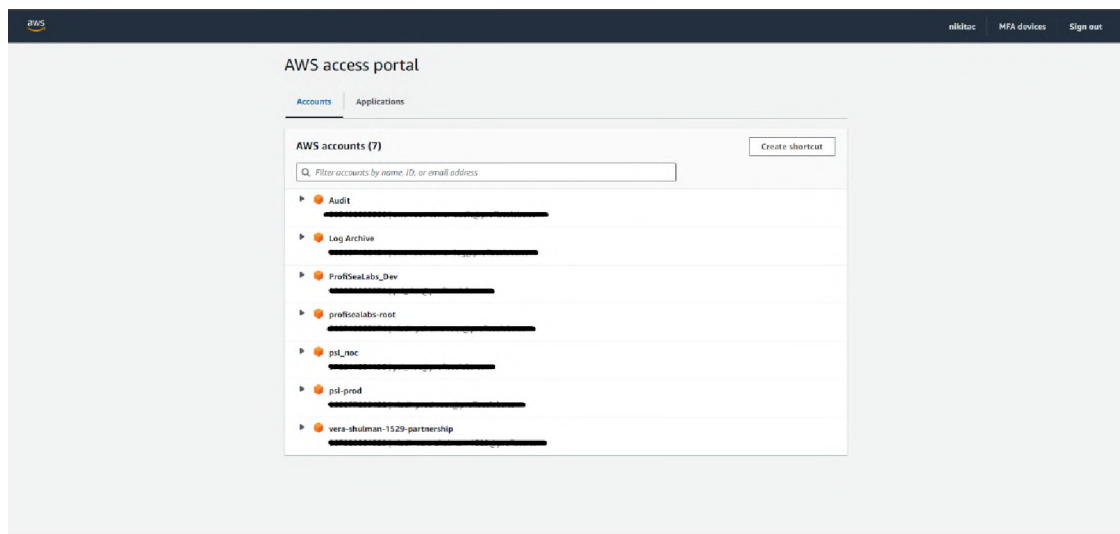 aws
nikitac MFA devices Sign out
AWS access portal
Accounts Applications
AWS accounts (7)
Create shortcut
Filter accounts by name, ID, or email address
Audit
Log Archive
ProfiSeaLabs_Dev
profisealabs-root
psl_noc
psl-prod
vera-shulman-1529-partnership